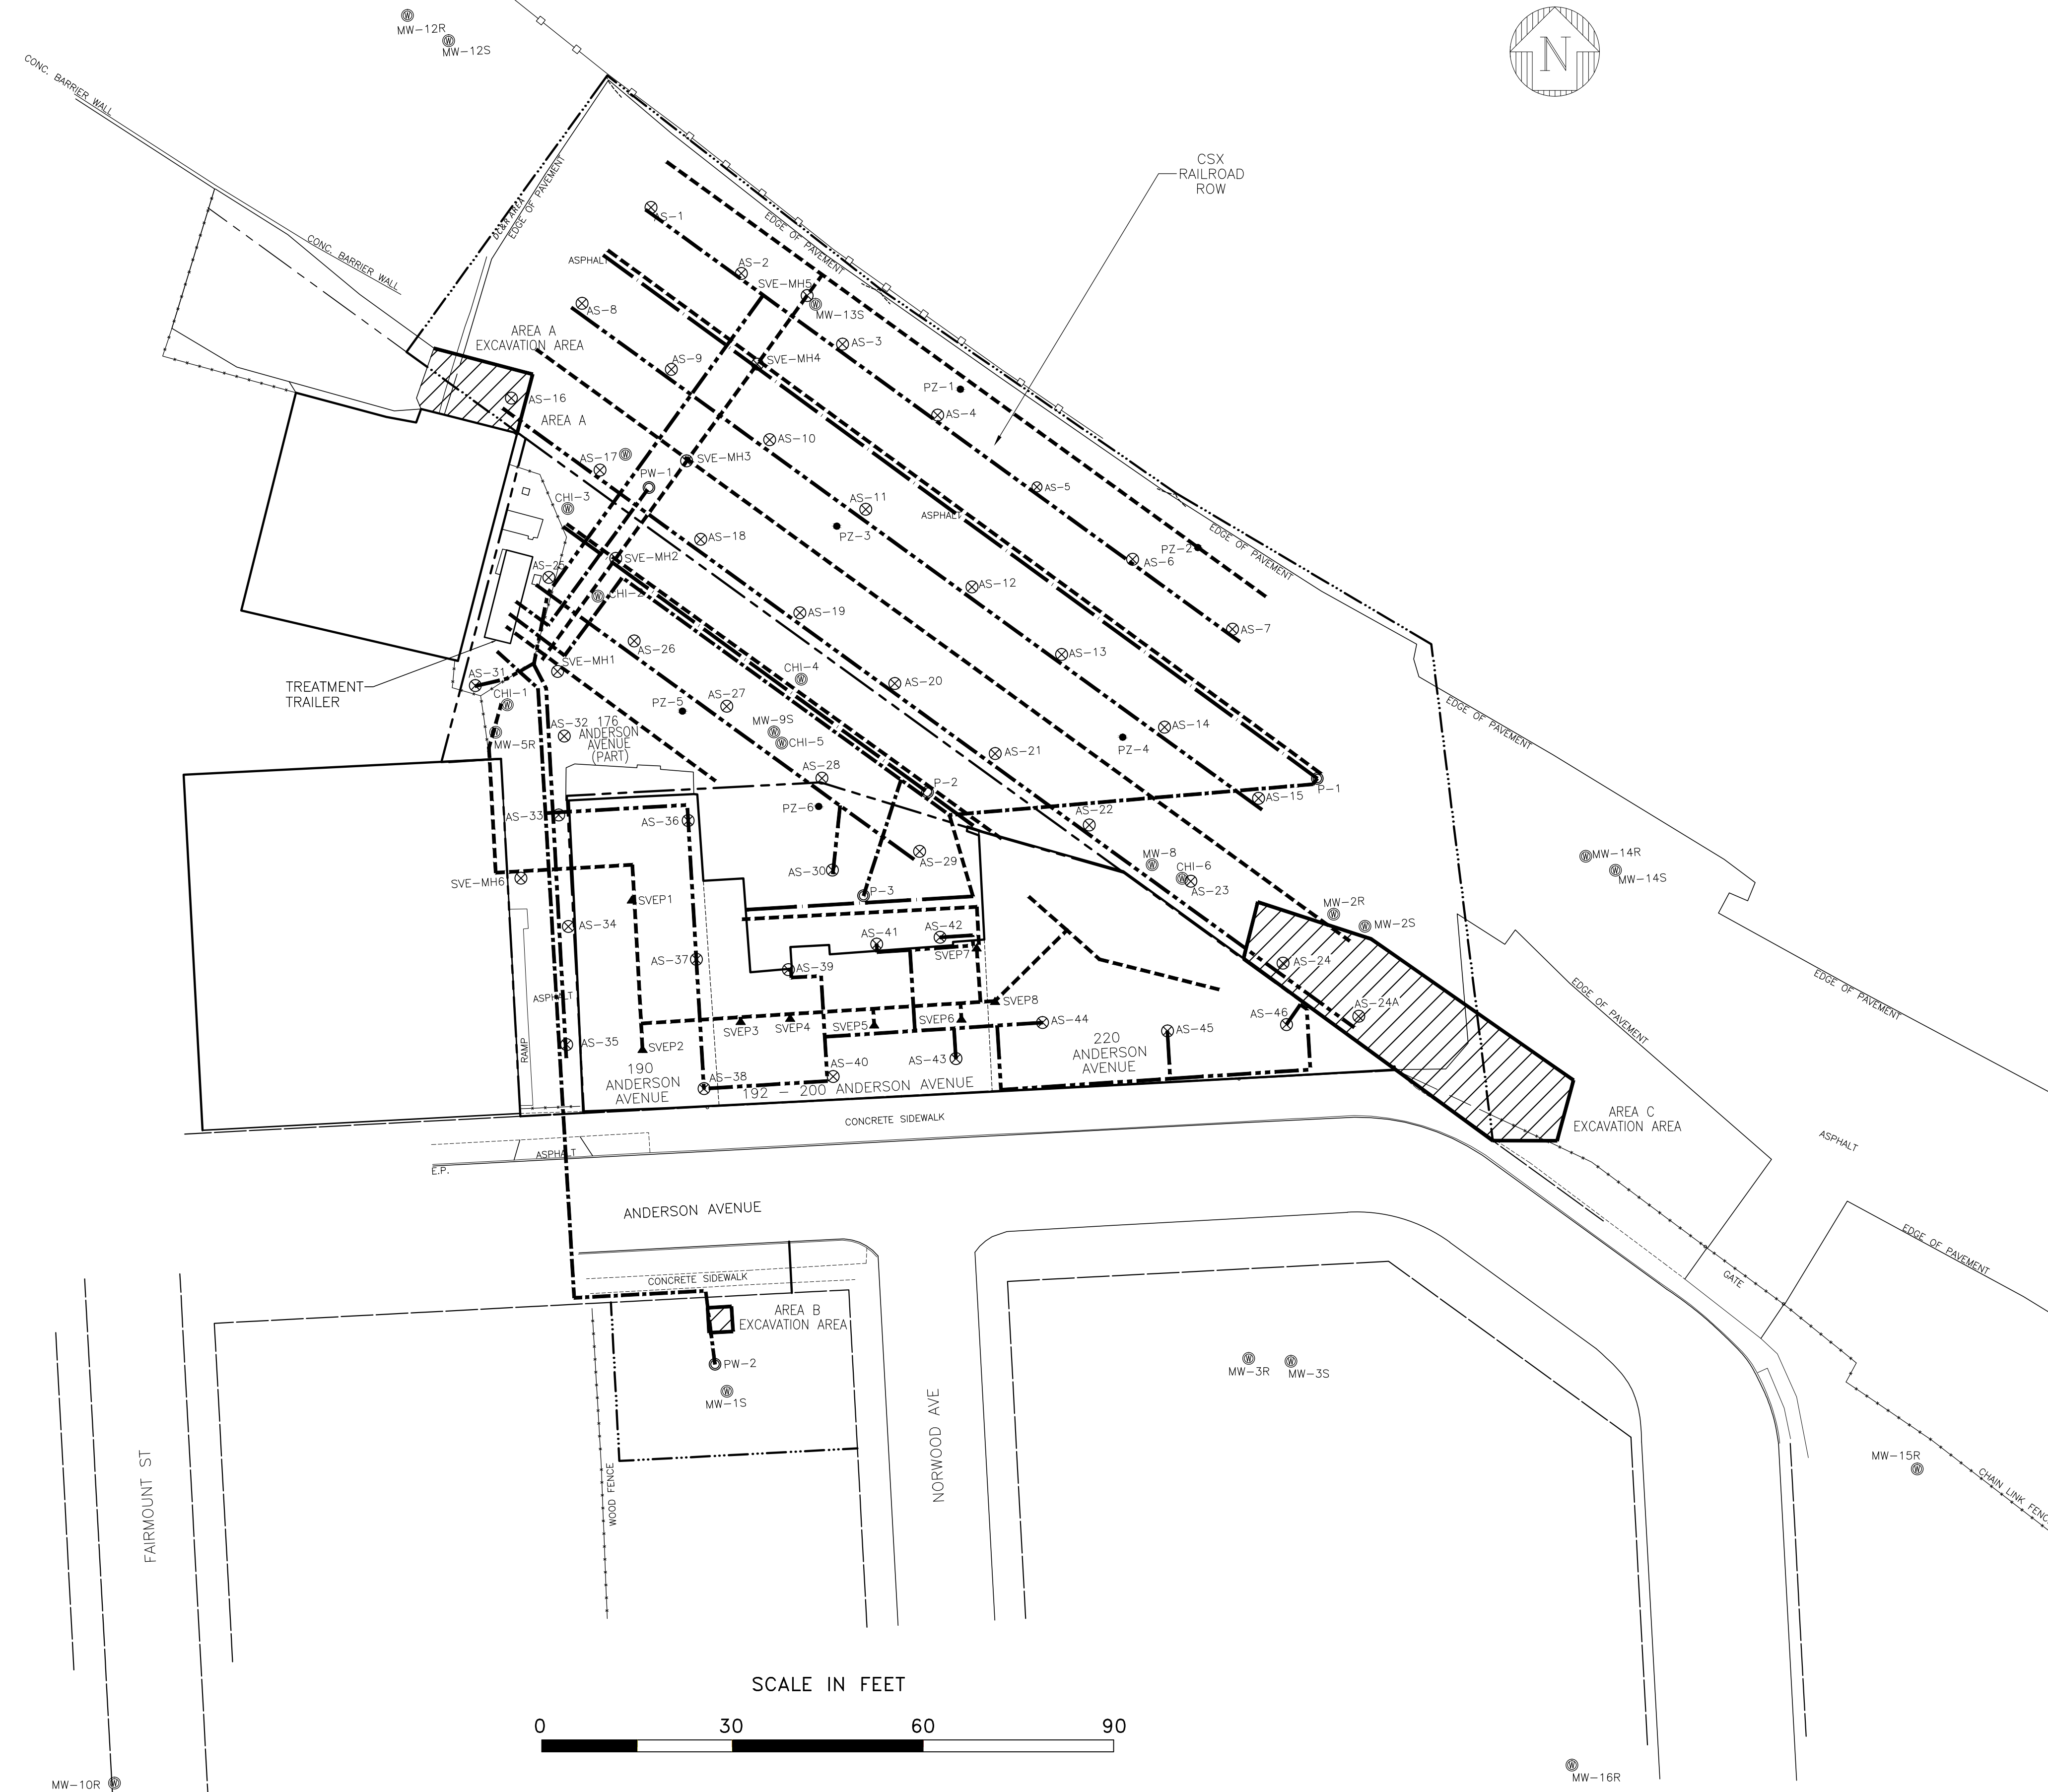 MW-12R
MW-12S
N
CONC. BARRIER WALL
CSX
RAILROAD
ROW
DL&R AREA
EDGE OF PAVEMENT
AS-1
EDGE OF PAVEMENT
CONC. BARRIER WALL
ASPHALT
AS-2
SVE-MH5
MW-13S
AS-8
AREA A
EXCAVATION AREA
AS-3
AS-9
SVE-MH4
PZ-1
AS-16
AREA A
AS-4
AS-10
AS-17
SVE-MH3
PW-1
CHI-3
AS-5
AS-11
ASPHALT
PZ-3
AS-18
EDGE OF PAVEMENT
PZ-2
AS-6
SVE-MH2
AS-25
CHI-2
AS-12
AS-19
AS-7
AS-26
AS-13
SVE-MH1
CHI-4
AS-31
AS-20
TREATMENT
TRAILER
CHI-1
PZ-5
AS-27
EDGE OF PAVEMENT
AS-32
176
ANDERSON
AVENUE
(PART)
MW-9S
CHI-5
AS-14
MW-5R
PZ-4
AS-21
AS-28
P-2
P-1
AS-15
PZ-6
AS-33
AS-36
AS-22
MW-14R
MW-14S
AS-29
MW-8
CHI-6
AS-30
SVE-MH6
P-3
AS-23
SVEP1
MW-2R
MW-2S
AS-34
AS-42
AS-41
SVEP7
AS-37
AS-39
AS-24
EDGE OF PAVEMENT
EDGE OF PAVEMENT
ASPHALT
SVEP8
AS-24A
AS-46
SVEP3
SVEP4
SVEP5
SVEP6
AS-44
AS-45
RAMP
AS-35
SVEP2
220
ANDERSON
AVENUE
190
ANDERSON
AVENUE
AS-43
AS-38
AS-40
192 - 200 ANDERSON AVENUE
CONCRETE SIDEWALK
AREA C
EXCAVATION AREA
ASPHALT
ASPHALT
E.P.
ANDERSON AVENUE
EDGE OF PAVEMENT
GATE
CONCRETE SIDEWALK
AREA B
EXCAVATION AREA
PW-2
MW-1S
MW-3R
MW-3S
NORWOOD AVE
WOOD FENCE
FAIRMOUNT ST
MW-15R
CHAIN LINK FENCE
SCALE IN FEET
0 30 60 90
MW-10R
MW-16R